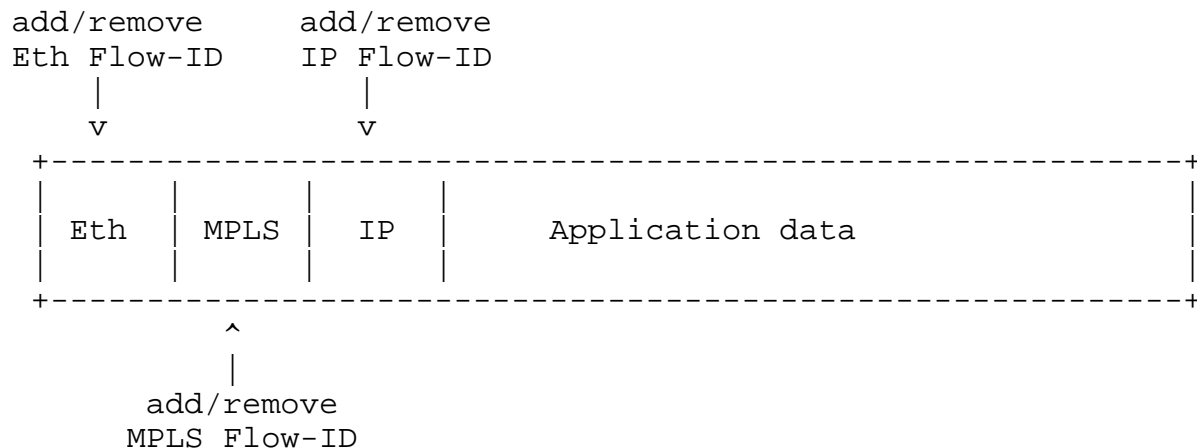 add/remove add/remove
Eth Flow-ID IP Flow-ID
| |
v v
+-----------------------------------------------------------+
| | | | |
| Eth | MPLS | IP | Application data |
| | | | |
+-----------------------------------------------------------+
^
|
add/remove
MPLS Flow-ID